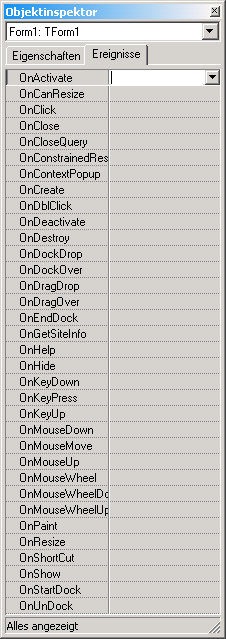 Objektinspektor
Form1: TForm1
Eigenschaften Ereignisse
OnActivate
OnCanResize
OnClick
OnClose
OnCloseQuery
OnConstrainedRes
OnContextPopup
OnCreate
OnDblClick
OnDeactivate
OnDestroy
OnDockDrop
OnDockOver
OnDragDrop
OnDragOver
OnEndDock
OnGetSiteInfo
OnHelp
OnHide
OnKeyDown
OnKeyPress
OnKeyUp
OnMouseDown
OnMouseMove
OnMouseUp
OnMouseWheel
OnMouseWheelDo
OnMouseWheelUp
OnPaint
OnResize
OnShortCut
OnShow
OnStartDock
OnUnDock
Alles angezeigt